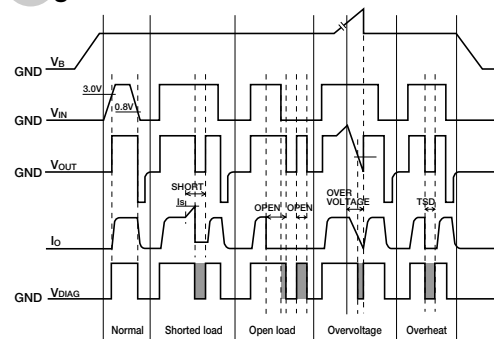 VB
GND
3.0V
0.8V
VIN
GND
VOUT
GND
SHORT
IS1
OPEN
OPEN
OVER
VOLTAGE
TSD
IO
VDIAG
GND
Normal
Shorted load
Open load
Overvoltage
Overheat